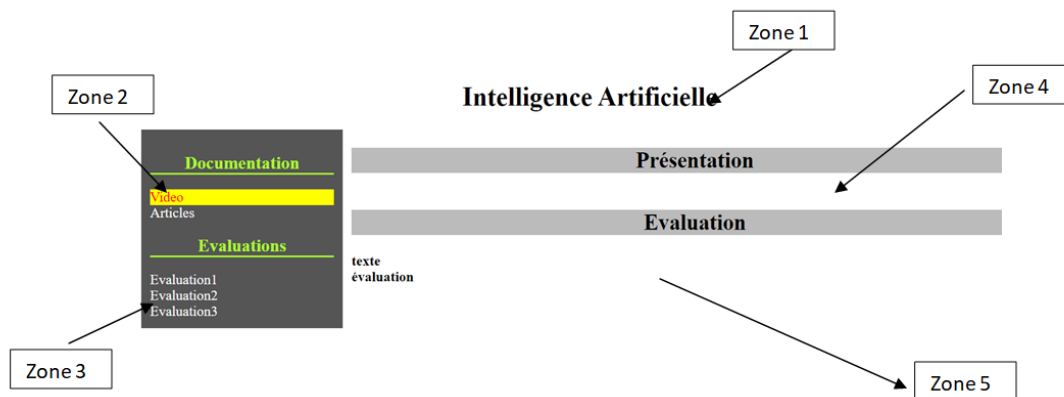 Zone 1
Zone 2
Zone 4
Intelligence Artificielle
Documentation
Présentation
Video
Articles
Evaluation
Evaluations
texte
évaluation
Evaluation1
Evaluation2
Evaluation3
Zone 3
Zone 5